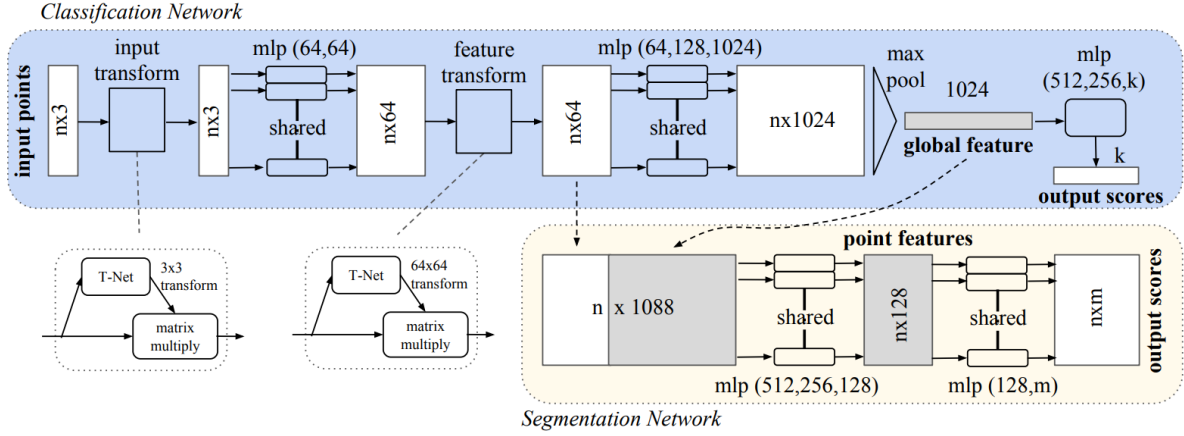 Classification Network
input points
nx3
input
transform
nx3
mlp (64,64)
shared
nx64
feature
transform
nx64
mlp (64,128,1024)
shared
nx1024
max
pool
1024
global feature
mlp
(512,256,k)
k
output scores
T-Net
3x3
transform
matrix
multiply
T-Net
64x64
transform
matrix
multiply
point features
n x 1088
shared
mlp (512,256,128)
nx128
shared
mlp (128,m)
nxm
output scores
Segmentation Network